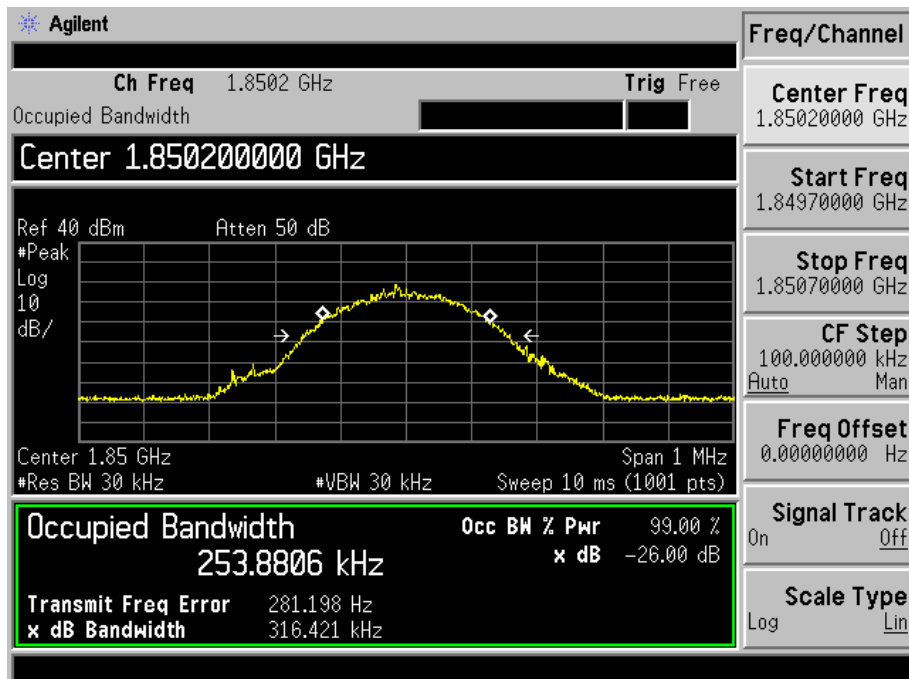 Agilent
Ch Freq 1.8502 GHz Trig Free
Occupied Bandwidth
Center 1.850200000 GHz
Ref 40 dBm Atten 50 dB
#Peak
Log
10
dB/
Center 1.85 GHz Span 1 MHz
#Res BW 30 kHz #VBW 30 kHz Sweep 10 ms (1001 pts)
Occupied Bandwidth Occ BW % Pwr 99.00 %
253.8806 kHz x dB -26.00 dB
Transmit Freq Error 281.198 Hz
x dB Bandwidth 316.421 kHz
Freq/Channel
Center Freq
1.85020000 GHz
Start Freq
1.84970000 GHz
Stop Freq
1.85070000 GHz
CF Step
100.000000 kHz
Auto Man
Freq Offset
0.00000000 Hz
Signal Track
On Off
Scale Type
Log Lin